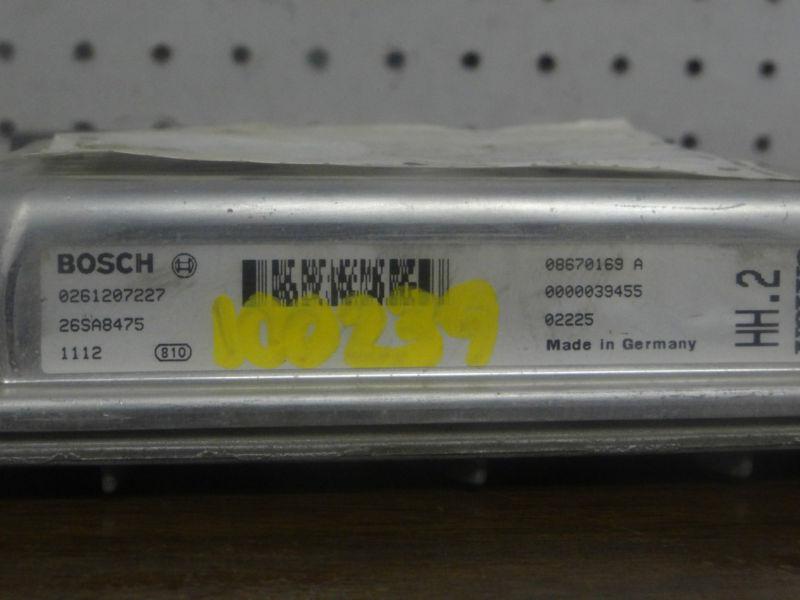 BOSCH
0261207227
26SA8475
1112 810
100239
08670169 A
0000039455
02225
Made in Germany
HH.2